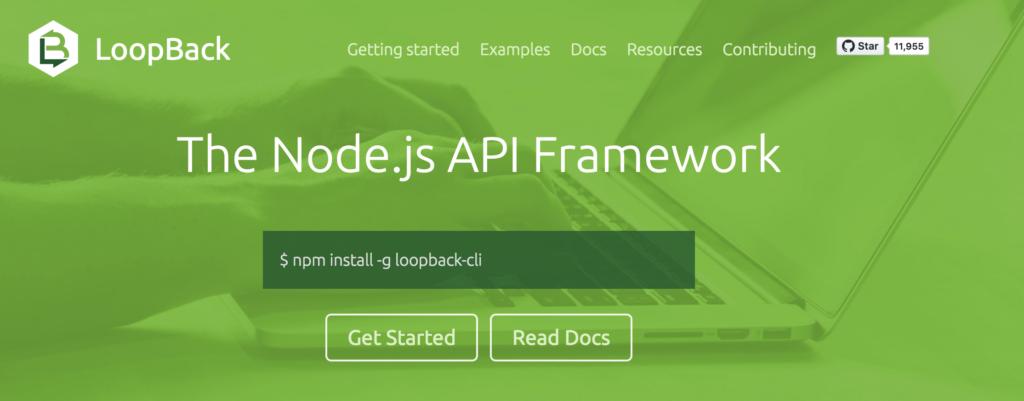 LoopBack
Getting started Examples Docs Resources Contributing Star 11,955
The Node.js API Framework
$ npm install -g loopback-cli
Get Started Read Docs